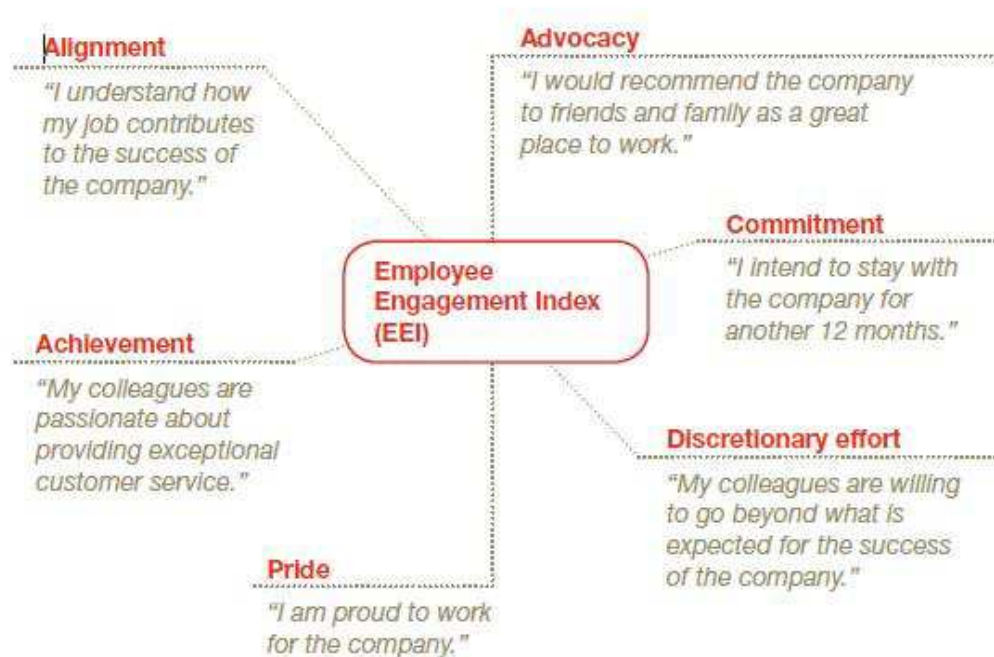 Alignment
"I understand how
my job contributes
to the success of
the company."
Advocacy
"I would recommend the company
to friends and family as a great
place to work."
Commitment
"I intend to stay with
the company for
another 12 months."
Employee
Engagement Index
(EEI)
Achievement
"My colleagues are
passionate about
providing exceptional
customer service."
Discretionary effort
"My colleagues are willing
to go beyond what is
expected for the success
of the company."
Pride
"I am proud to work
for the company."